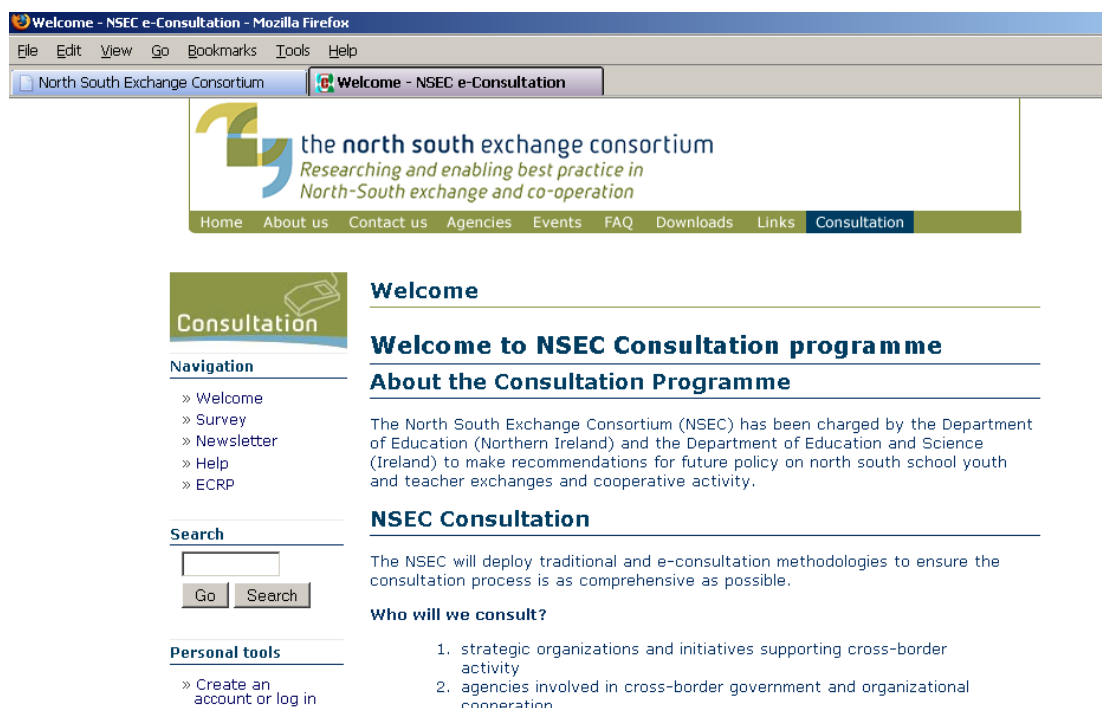 Welcome - NSEC e-Consultation - Mozilla Firefox
File Edit View Go Bookmarks Tools Help
North South Exchange Consortium
Welcome - NSEC e-Consultation
the north south exchange consortium
Researching and enabling best practice in
North-South exchange and co-operation
Home About us Contact us Agencies Events FAQ Downloads Links Consultation
Consultation
Navigation
» Welcome
» Survey
» Newsletter
» Help
» ECRP
Search
Go Search
Personal tools
» Create an
account or log in
Welcome
Welcome to NSEC Consultation programme
About the Consultation Programme
The North South Exchange Consortium (NSEC) has been charged by the Department
of Education (Northern Ireland) and the Department of Education and Science
(Ireland) to make recommendations for future policy on north south school youth
and teacher exchanges and cooperative activity.
NSEC Consultation
The NSEC will deploy traditional and e-consultation methodologies to ensure the
consultation process is as comprehensive as possible.
Who will we consult?
1. strategic organizations and initiatives supporting cross-border
activity
2. agencies involved in cross-border government and organizational
cooperation